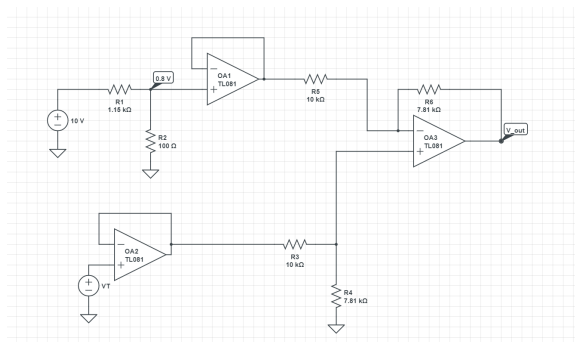 0.8 V
OA1
TL081
R1
1.15 kΩ
R5
10 kΩ
R6
7.81 kΩ
10 V
R2
100 Ω
OA3
TL081
V_out
OA2
TL081
R3
10 kΩ
VT
R4
7.81 kΩ